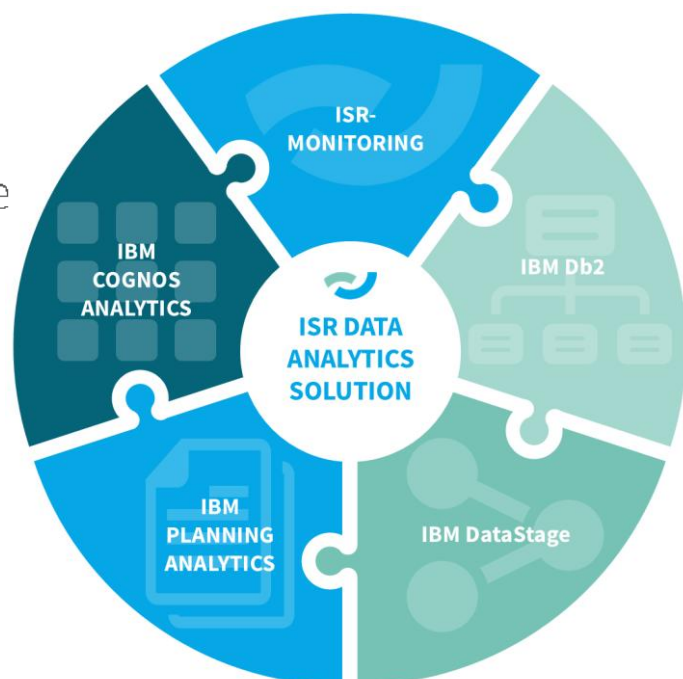 ISR-
MONITORING
IBM
COGNOS
ANALYTICS
IBM Db2
ISR DATA
ANALYTICS
SOLUTION
IBM
PLANNING
ANALYTICS
IBM DataStage